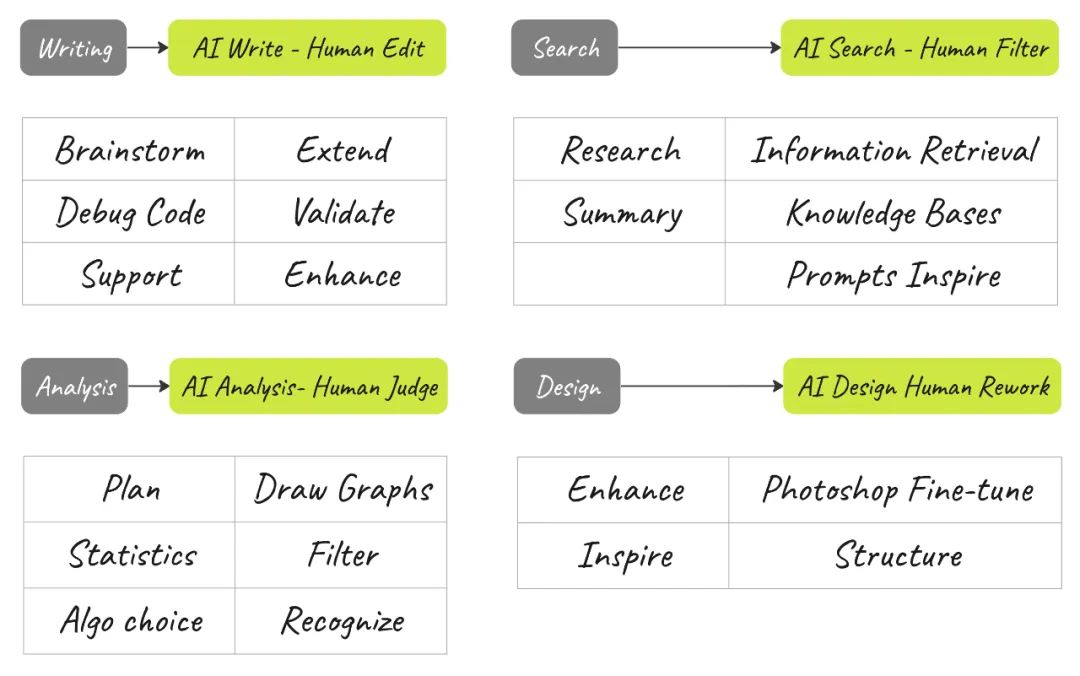 Writing AI Write - Human Edit
Brainstorm Extend
Debug Code Validate
Support Enhance
Search AI Search - Human Filter
Research Information Retrieval
Summary Knowledge Bases
Prompts Inspire
Analysis AI Analysis- Human Judge
Plan Draw Graphs
Statistics Filter
Algo choice Recognize
Design AI Design Human Rework
Enhance Photoshop Fine-tune
Inspire Structure